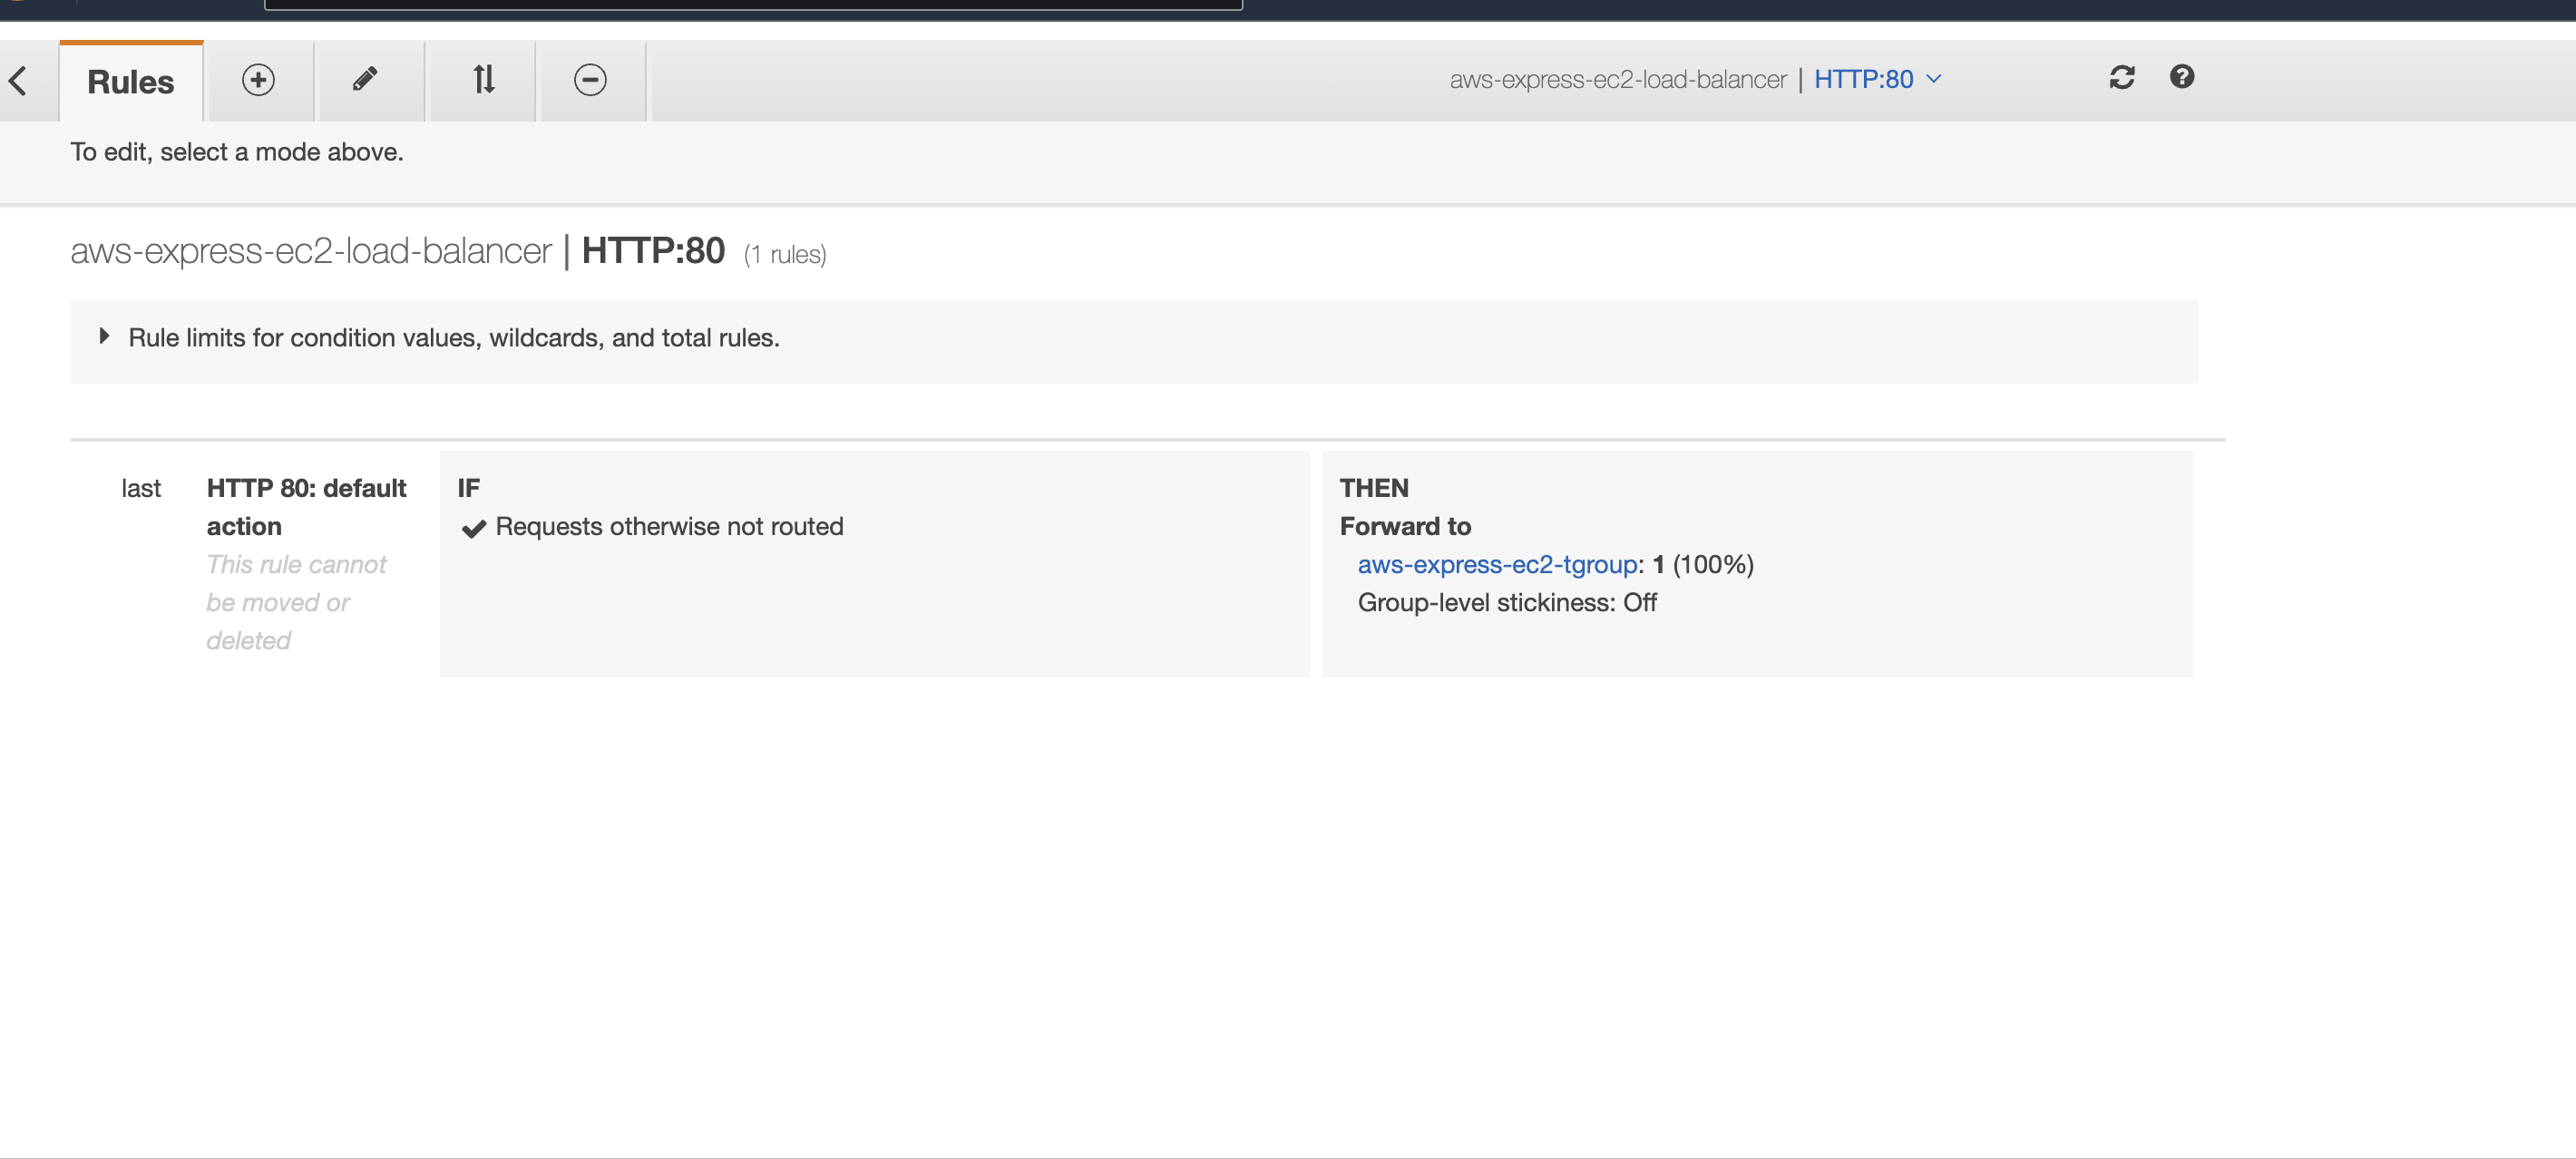 Rules
aws-express-ec2-load-balancer | HTTP:80
To edit, select a mode above.
aws-express-ec2-load-balancer | HTTP:80 (1 rules)
Rule limits for condition values, wildcards, and total rules.
last
HTTP 80: default
action
This rule cannot
be moved or
deleted
IF
Requests otherwise not routed
THEN
Forward to
aws-express-ec2-tgroup: 1 (100%)
Group-level stickiness: Off